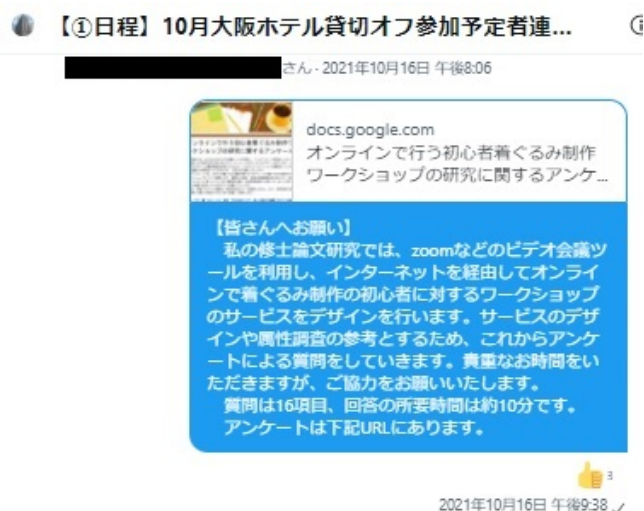 【①日程】10月大阪ホテル貸切オフ参加予定者連...
さん - 2021年10月16日 午後8:06
docs.google.com
オンラインで行う初心者着ぐるみ制作
ワークショップの研究に関するアンケ...
【皆さんへお願い】
私の修士論文研究では、zoomなどのビデオ会議ツ
ールを利用し、インターネットを経由してオンライ
ンで着ぐるみ制作の初心者に対するワークショップ
のサービスをデザインを行います。サービスのデザ
インや属性調査の参考とするため、これからアンケ
ートによる質問をしていきます。貴重なお時間をい
ただきますが、ご協力をお願いいたします。
質問は16項目、回答の所要時間は約10分です。
アンケートは下記URLにあります。
3
2021年10月16日 午後9:38